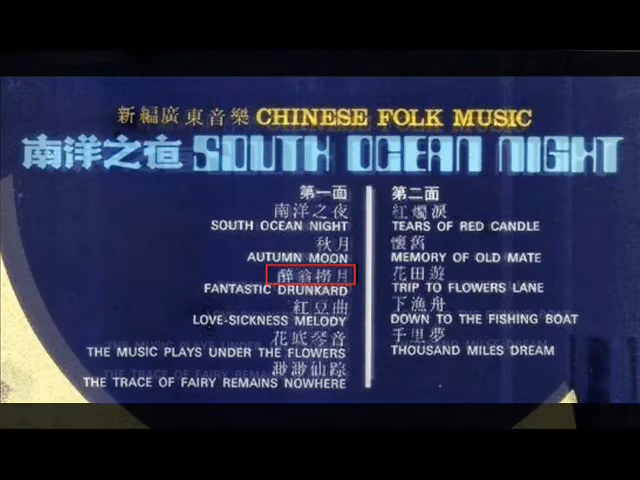 新編廣東音樂 CHINESE FOLK MUSIC
南洋之夜 SOUTH OCEAN NIGHT
第一面
南洋之夜
SOUTH OCEAN NIGHT
秋月
AUTUMN MOON
醉翁撈月
FANTASTIC DRUNKARD
紅豆曲
LOVE-SICKNESS MELODY
花底琴音
THE MUSIC PLAYS UNDER THE FLOWERS
渺渺仙踪
THE TRACE OF FAIRY REMAINS NOWHERE
第二面
紅燭淚
TEARS OF RED CANDLE
懷舊
MEMORY OF OLD MATE
花田遊
TRIP TO FLOWERS LANE
下漁舟
DOWN TO THE FISHING BOAT
千里夢
THOUSAND MILES DREAM